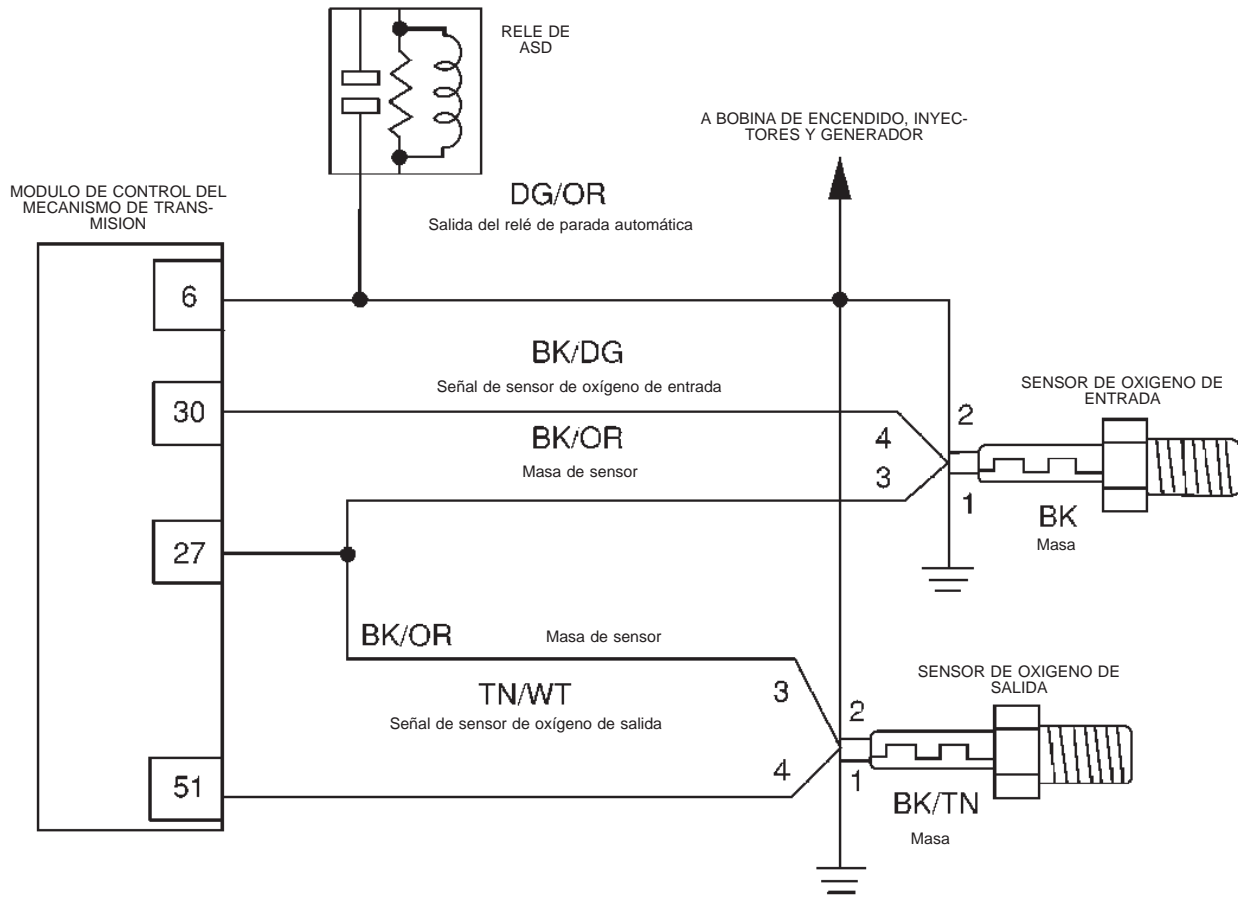 RELE DE
ASD
A BOBINA DE ENCENDIDO, INYEC-
TORES Y GENERADOR
MODULO DE CONTROL DEL
MECANISMO DE TRANS-
MISION
DG/OR
Salida del relé de parada automática
6
BK/DG
Señal de sensor de oxígeno de entrada
SENSOR DE OXIGENO DE
ENTRADA
30
2
4
BK/OR
Masa de sensor
3
1
BK
Masa
27
BK/OR
Masa de sensor
SENSOR DE OXIGENO DE
SALIDA
TN/WT
3
2
Señal de sensor de oxígeno de salida
4
1
51
BK/TN
Masa